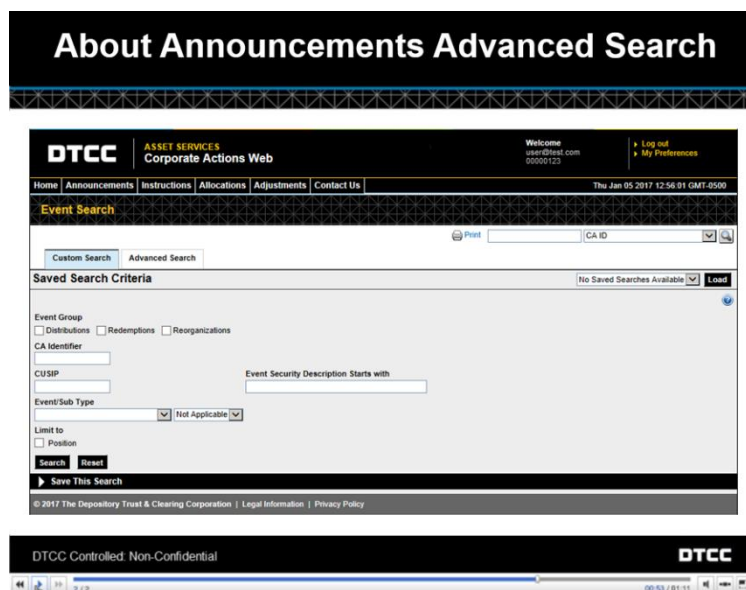 About Announcements Advanced Search
DTCC
ASSET SERVICES
Corporate Actions Web
Welcome
user@test.com
00000123
Log out
My Preferences
Home Announcements Instructions Allocations Adjustments Contact Us
Thu Jan 05 2017 12:56:01 GMT-0500
Event Search
Print
CA ID
Custom Search Advanced Search
Saved Search Criteria
No Saved Searches Available
Load
Event Group
Distributions Redemptions Reorganizations
CA Identifier
CUSIP
Event Security Description Starts with
Event/Sub Type
Not Applicable
Limit to
Position
Search Reset
Save This Search
© 2017 The Depository Trust & Clearing Corporation | Legal Information | Privacy Policy
DTCC Controlled: Non-Confidential
DTCC
00:53 / 01:11